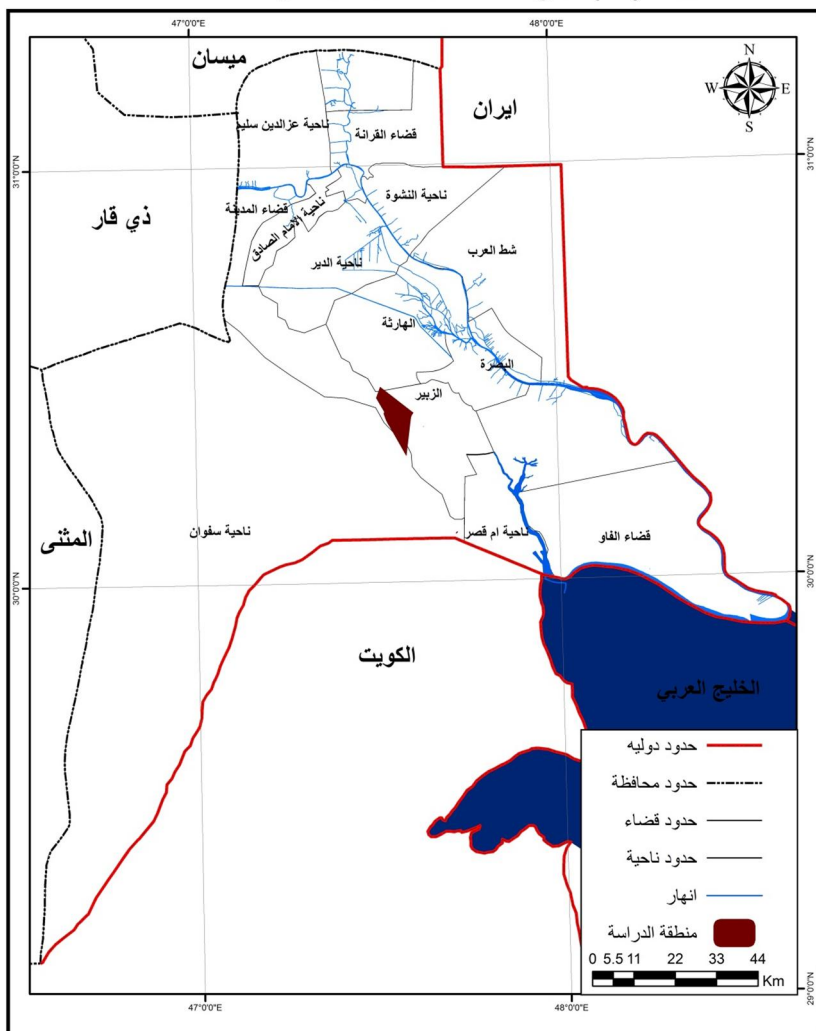 47°0'0"E
48°0'0"E
ميسان
N
W
E
S
ايران
ناحية عزالدين سليم
قضاء القرانة
31°0'0"N
31°0'0"N
ناحية النشوة
قضاء المدينة
ناحية الامام الصادق
ذي قار
شط العرب
ناحية الدير
الهارثة
البصرة
الزبير
ناحية سفوان
ناحية ام قصر
قضاء الفاو
المثنى
30°0'0"N
30°0'0"N
الكويت
الخليج العربي
حدود دوليه
حدود محافظة
حدود قضاء
حدود ناحية
انهار
منطقة الدراسة
0 5.5 11 22 33 44
Km
29°0'0"N
47°0'0"E
48°0'0"E